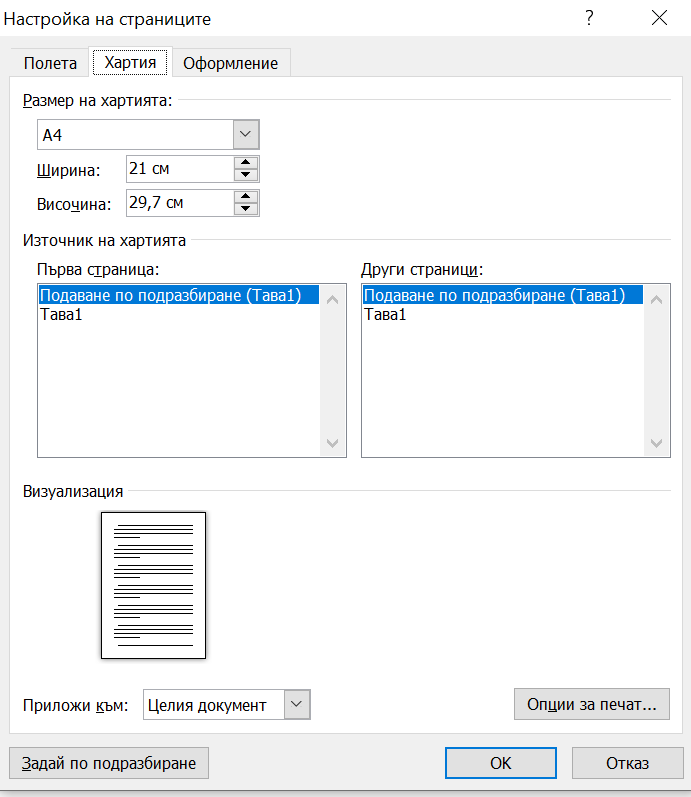 Настройка на страниците
?
Полета Хартия Оформление
Размер на хартията:
A4
Ширина: 21 см
Височина: 29,7 см
Източник на хартията
Първа страница: Други страници:
Подаване по подразбиране (Тава1) Подаване по подразбиране (Тава1)
Тава1 Тава1
Визуализация
Приложи към: Целия документ Опции за печат...
Задай по подразбиране OK Отказ